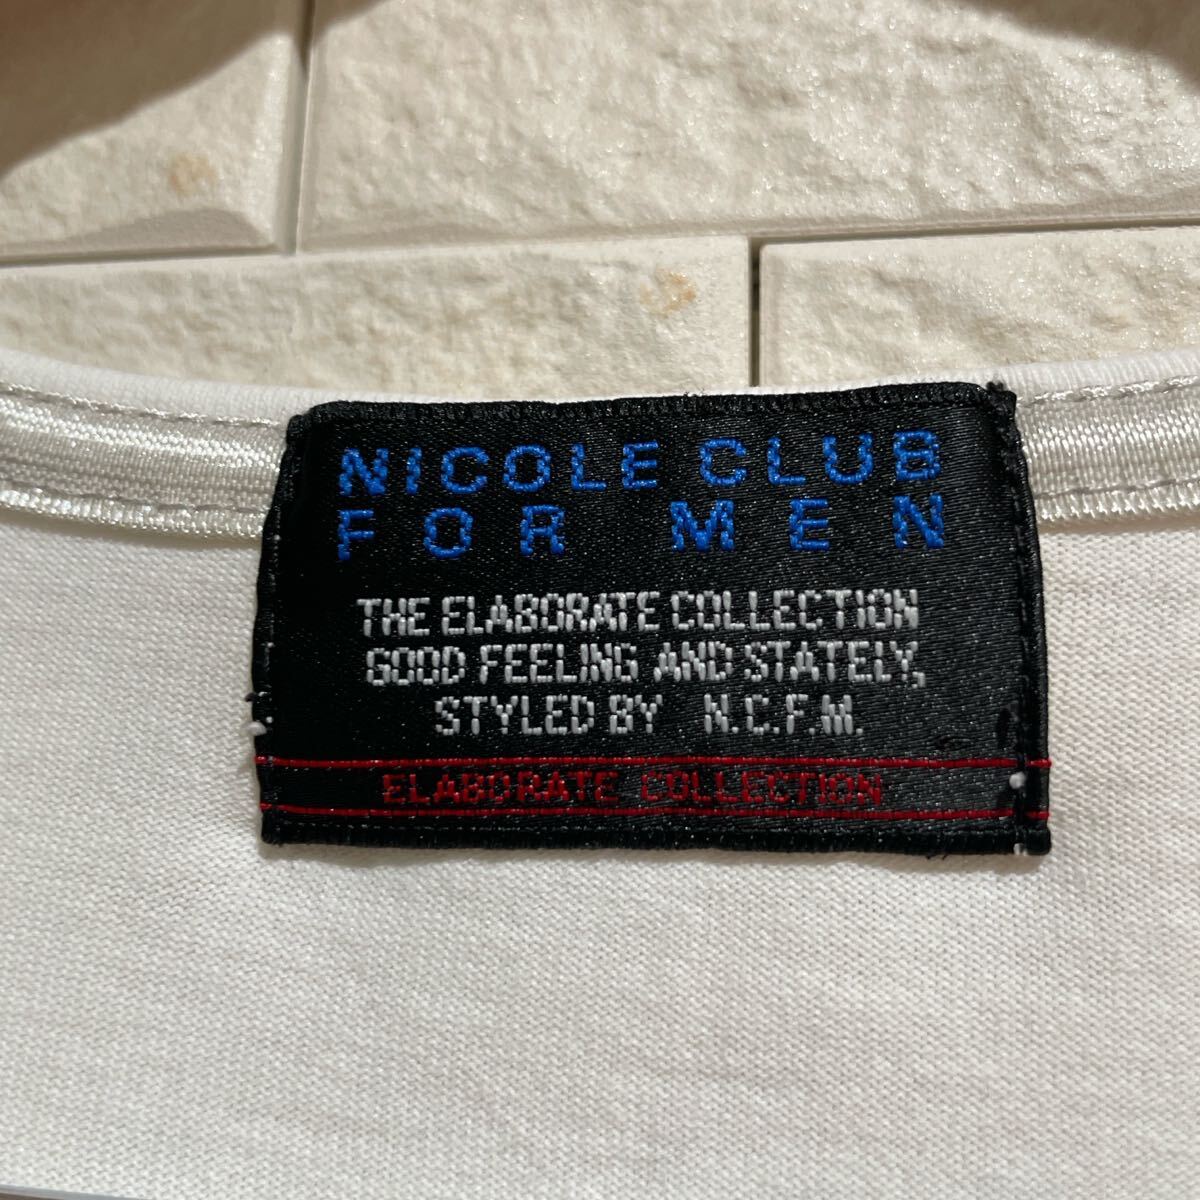 NICOLE CLUB
FOR MEN
THE ELABORATE COLLECTION
GOOD FEELING AND STATELY,
STYLED BY N.C.F.M.
ELABORATE COLLECTION